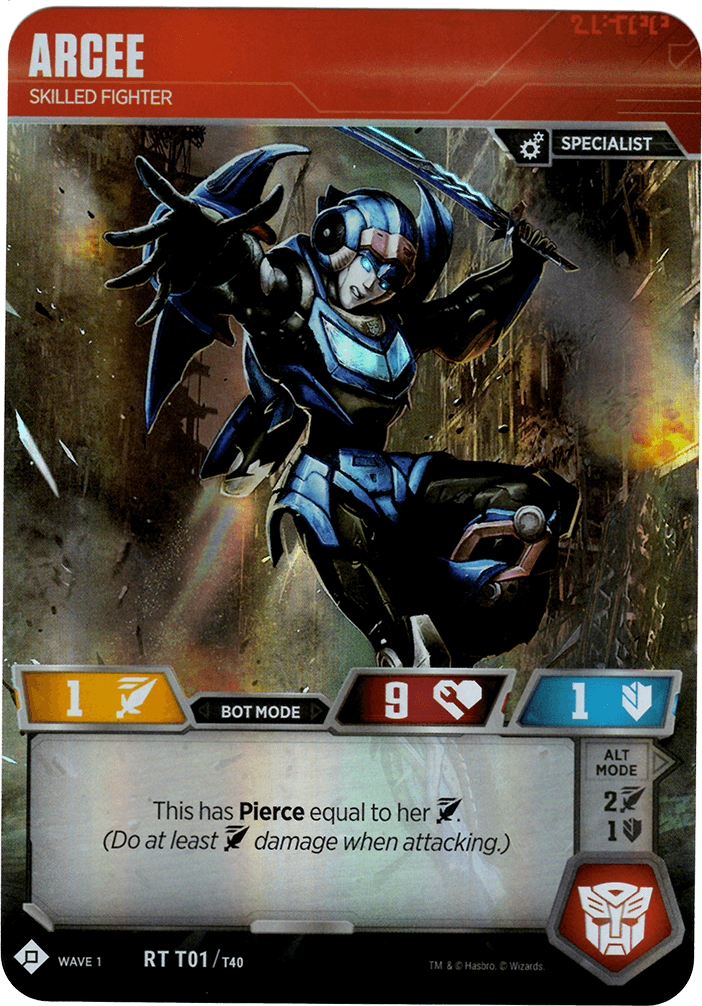 ARCEE
SKILLED FIGHTER
SPECIALIST
1
BOT MODE
9
1
ALT
MODE
2
1
This has Pierce equal to her .
(Do at least damage when attacking.)
WAVE 1
RT T01/T40
TM & © Hasbro. © Wizards.